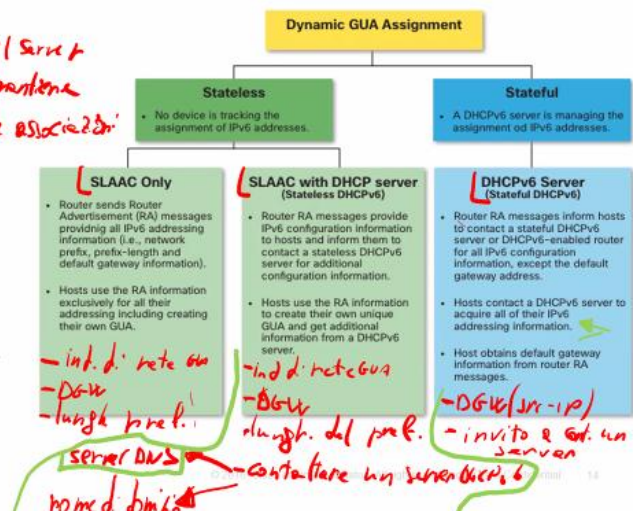 Dynamic GUA Assignment
Stateless
• No device is tracking the
assignment of IPv6 addresses.
Stateful
• A DHCPv6 server is managing the
assignment od IPv6 addresses.
SLAAC Only
• Router sends Router
Advertisement (RA) messages
providnig all IPv6 addressing
information (i.e., network
prefix, prefix-length and
default gateway information).
• Hosts use the RA information
exclusively for all their
addressing including creating
their own GUA.
SLAAC with DHCP server
(Stateless DHCPv6)
• Router RA messages provide
IPv6 configuration information
to hosts and inform them to
contact a stateless DHCPv6
server for additional
configuration information.
• Hosts use the RA information
to create their own unique
GUA and get additional
information from a DHCPv6
server.
DHCPv6 Server
(Stateful DHCPv6)
• Router RA messages inform hosts
to contact a stateful DHCPv6
server or DHCPv6-enabled router
for all IPv6 configuration
information, except the default
gateway address.
• Hosts contact a DHCPv6 server to
acquire all of their IPv6
addressing information.
• Host obtains default gateway
information from router RA
messages.
server
associazioni
- ind. di rete
- DGW
- lungh. pref.
server DNS
nome di dominio
- ind di rete GUA
- DGW
- lungh. del pref.
- contattare un server DHCPv6
- DGW (src-ip)
- invito a cont. un
server
14